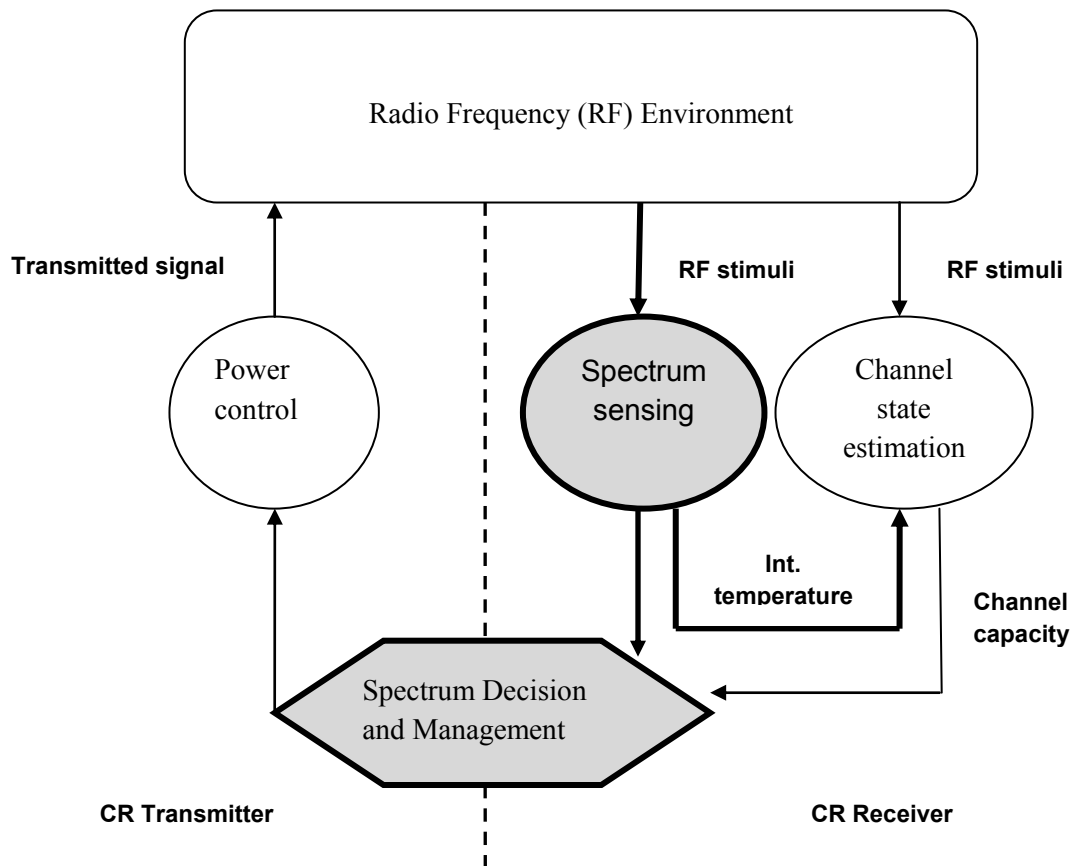 Radio Frequency (RF) Environment
Transmitted signal
RF stimuli
RF stimuli
Power
control
Spectrum
sensing
Channel
state
estimation
Int.
temperature
Channel
capacity
Spectrum Decision
and Management
CR Transmitter
CR Receiver